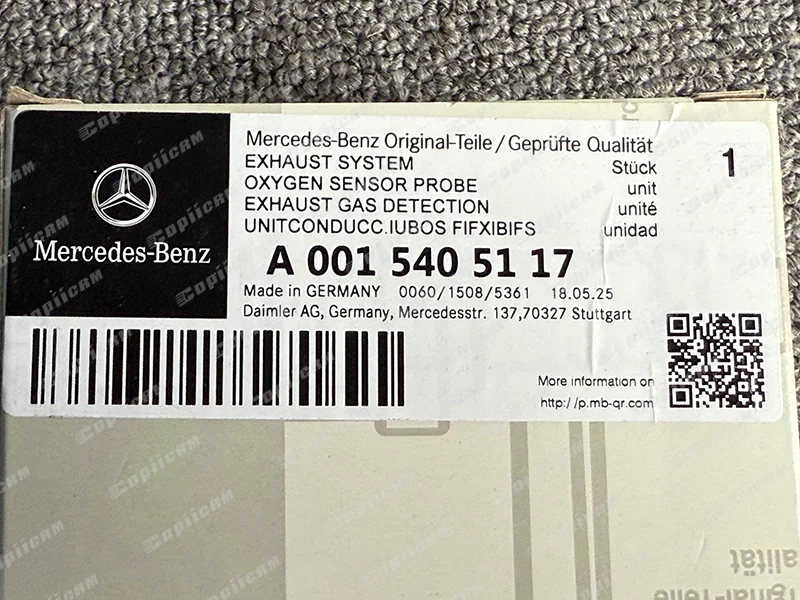 Mercedes-Benz
Mercedes-Benz Original-Teile / Geprüfte Qualität
EXHAUST SYSTEM
OXYGEN SENSOR PROBE
EXHAUST GAS DETECTION
UNITCONDUCC.IUBOS FIFXIBIFS
Stück
unit
unité
unidad
1
A 001 540 51 17
Made in GERMANY 0060/1508/5361 18.05.25
Daimler AG, Germany, Mercedesstr. 137,70327 Stuttgart
More information on
http://p.mb-qr.com
Copiicam